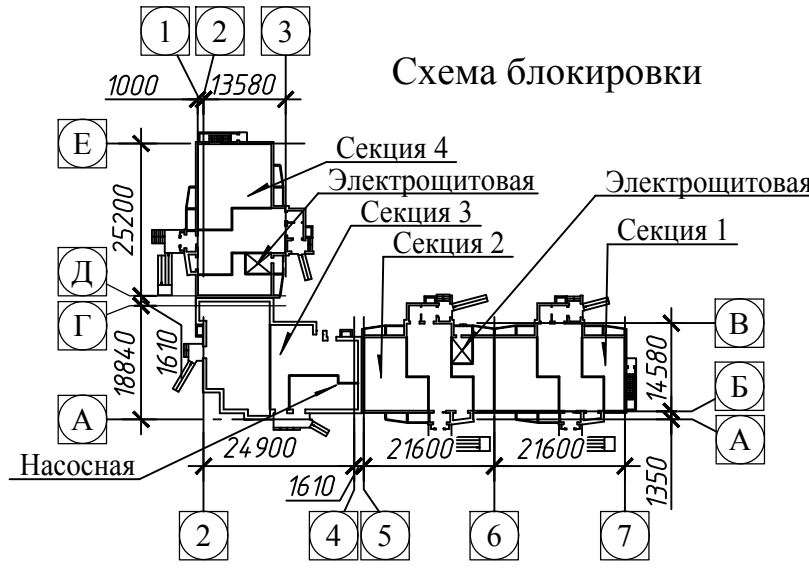 1 2 3
1000 13580
Схема блокировки
Е
Секция 4
Электрощитовая
Электрощитовая
Секция 3
25200
Секция 1
Секция 2
Д
Г
В
1610
18840
14580
Б
А
А
24900
21600
21600
Насосная
1610
1350
2 4 5 6 7